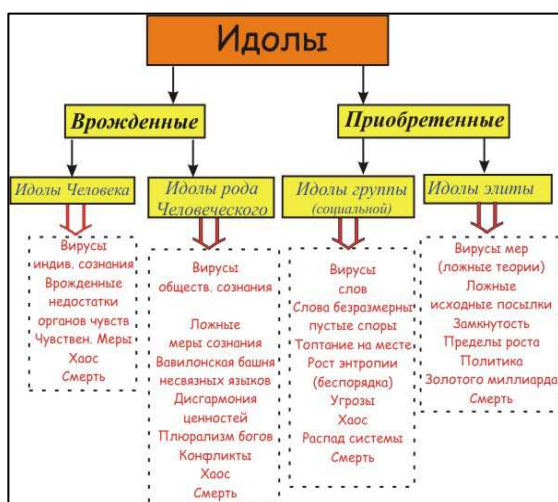 Идолы
Врожденные
Приобретенные
Идолы Человека
Идолы рода
Человеческого
Идолы группы
(социальной)
Идолы элиты
Вирусы
индив. сознания
Врожденные
недостатки
органов чувств
Чувствен. Меры
Хаос
Смерть
Вирусы
обществ. сознания
Ложные
меры сознания
Вавилонская башня
несвязных языков
Дисгармония
ценностей
Плюрализм богов
Конфликты
Хаос
Смерть
Вирусы
слов
Слова безразмерны
пустые споры
Топтание на месте
Рост энтропии
(беспорядка)
Угрозы
Хаос
Распад системы
Смерть
Вирусы мер
(ложные теории)
Ложные
исходные посылки
Замкнутость
Пределы роста
Политика
Золотого миллиарда
Смерть